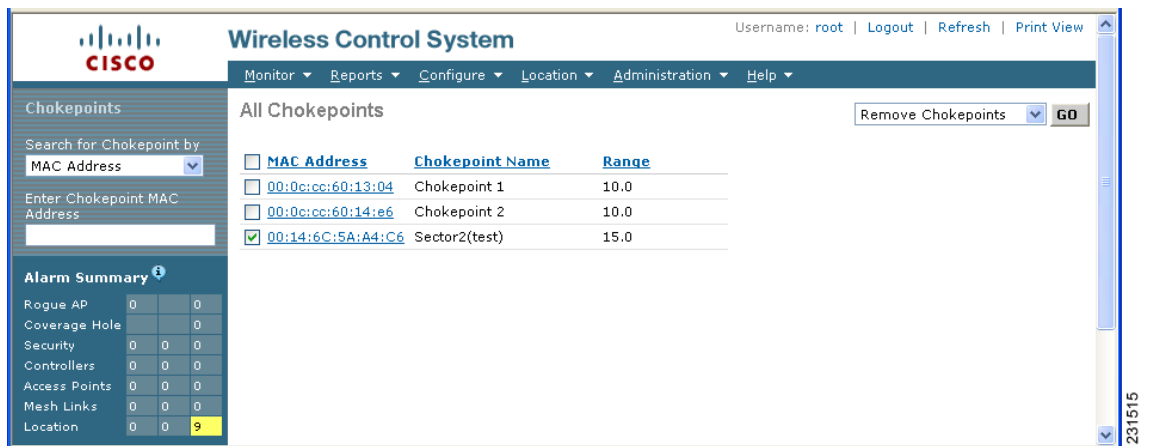 Username: root | Logout | Refresh | Print View
CISCO
Wireless Control System
Monitor Reports Configure Location Administration Help
Chokepoints
Search for Chokepoint by
MAC Address
Enter Chokepoint MAC
Address
All Chokepoints
Remove Chokepoints GO
MAC Address Chokepoint Name Range
00:0c:cc:60:13:04 Chokepoint 1 10.0
00:0c:cc:60:14:e6 Chokepoint 2 10.0
00:14:6C:5A:A4:C6 Sector2(test) 15.0
Alarm Summary
Rogue AP 0 0
Coverage Hole 0
Security 0 0 0
Controllers 0 0 0
Access Points 0 0 0
Mesh Links 0 0 0
Location 0 0 9
231515